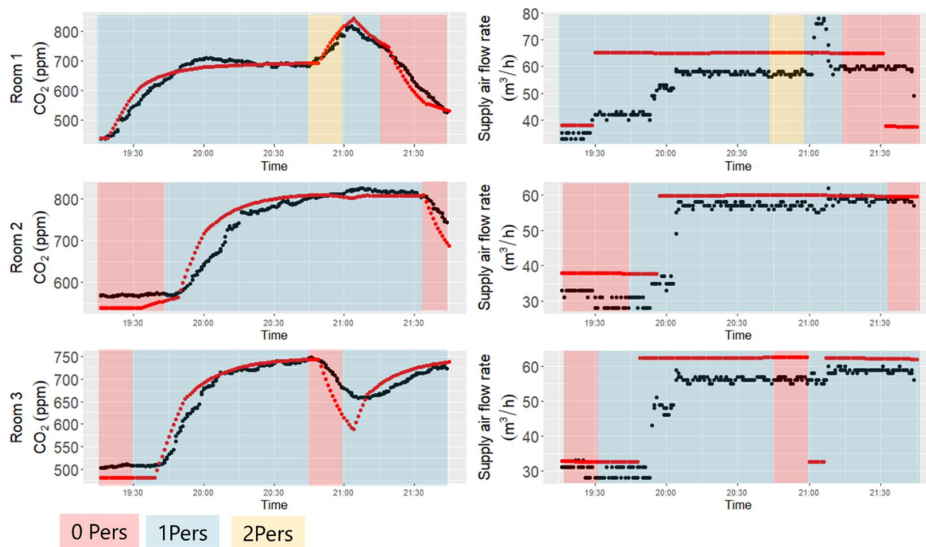 Room 1
CO₂ (ppm)
800
700
600
500
19:30 20:00 20:30 21:00 21:30
Time
Supply air flow rate
(m³/h)
80
70
60
50
40
19:30 20:00 20:30 21:00 21:30
Time
Room 2
CO₂ (ppm)
800
700
600
19:30 20:00 20:30 21:00 21:30
Time
Supply air flow rate
(m³/h)
60
50
40
30
19:30 20:00 20:30 21:00 21:30
Time
Room 3
CO₂ (ppm)
750
700
650
600
550
500
19:30 20:00 20:30 21:00 21:30
Time
Supply air flow rate
(m³/h)
60
50
40
30
19:30 20:00 20:30 21:00 21:30
Time
0 Pers 1Pers 2Pers